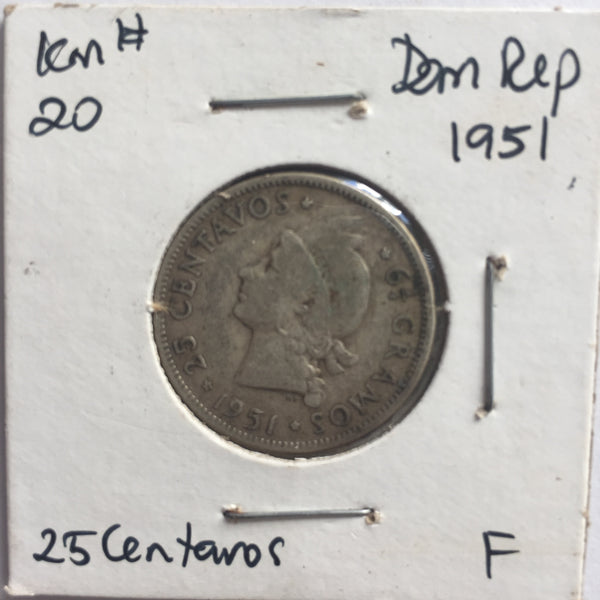 Km #
20
Dom Rep
1951
25 CENTAVOS
6¼ GRAMOS
1951
25 Centavos
F